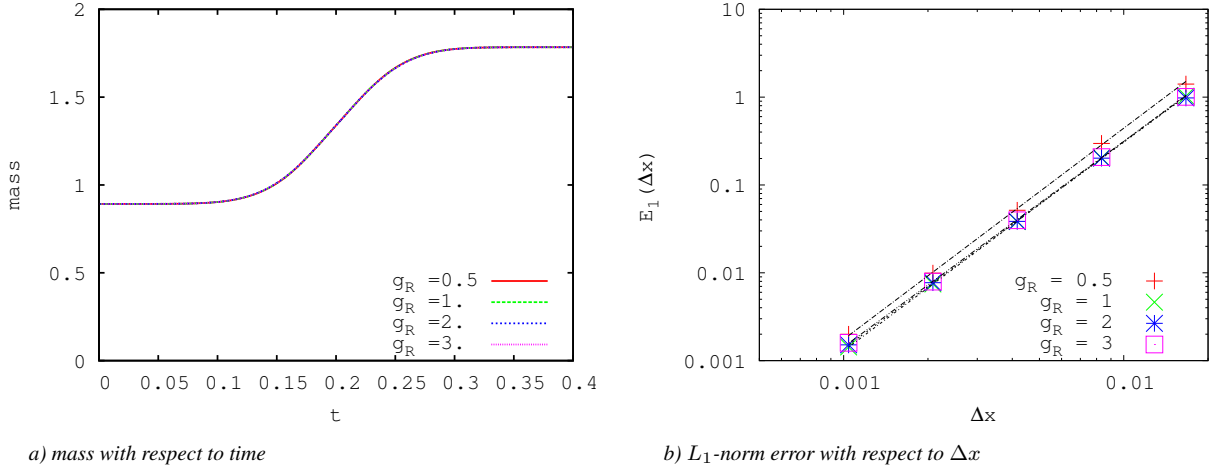 2
1.5
1
0.5
0
mass
0 0.05 0.1 0.15 0.2 0.25 0.3 0.35 0.4
t
g_R =0.5
g_R =1.
g_R =2.
g_R =3.
a) mass with respect to time
10
1
0.1
0.01
0.001
E_1 (Δx)
0.001 0.01
Δx
g_R = 0.5
g_R = 1
g_R = 2
g_R = 3
b) L_1-norm error with respect to Δx